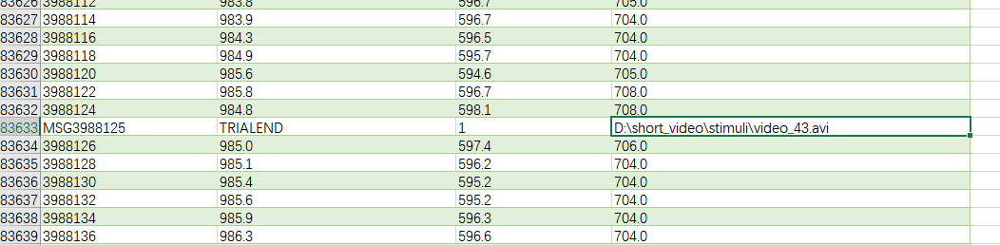 83626 3988112 983.8 596.7 705.0
83627 3988114 983.9 596.7 704.0
83628 3988116 984.3 596.5 704.0
83629 3988118 984.9 595.7 704.0
83630 3988120 985.6 594.6 705.0
83631 3988122 985.8 596.7 708.0
83632 3988124 984.8 598.1 708.0
83633 MSG3988125 TRIALEND 1 D:\short_video\stimuli\video_43.avi
83634 3988126 985.0 597.4 706.0
83635 3988128 985.1 596.2 704.0
83636 3988130 985.4 595.2 704.0
83637 3988132 985.6 595.2 704.0
83638 3988134 985.9 596.3 704.0
83639 3988136 986.3 596.6 704.0